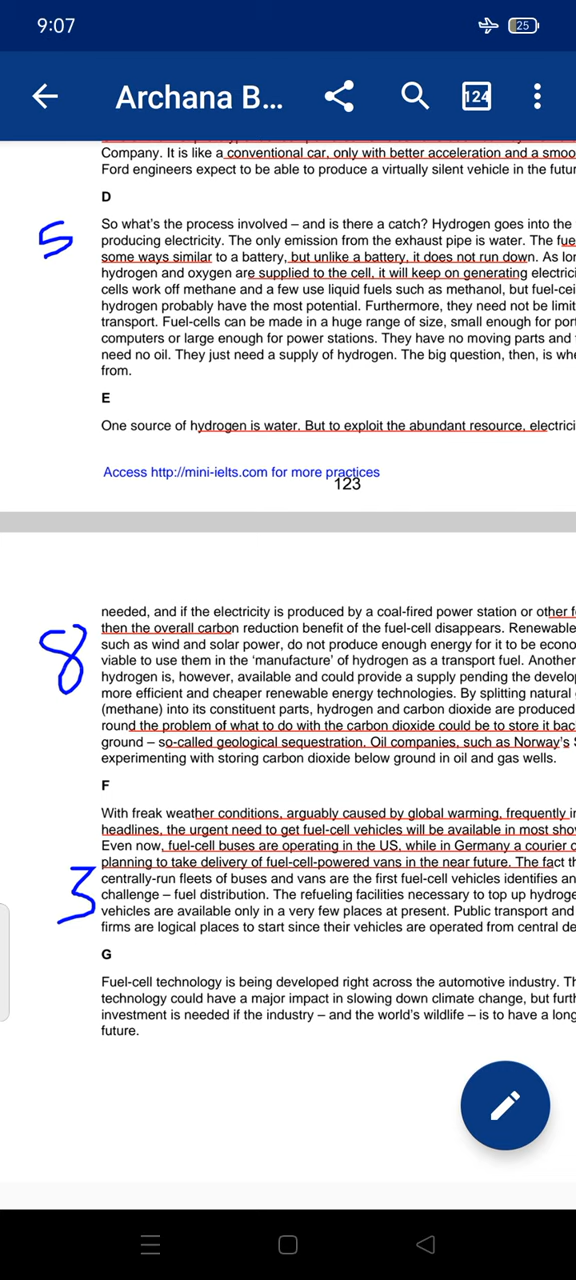 9:07
25
Archana B...
124
Company. It is like a conventional car, only with better acceleration and a smoo
Ford engineers expect to be able to produce a virtually silent vehicle in the futur
D
5
So what's the process involved – and is there a catch? Hydrogen goes into the
producing electricity. The only emission from the exhaust pipe is water. The fue
some ways similar to a battery, but unlike a battery, it does not run down. As lon
hydrogen and oxygen are supplied to the cell, it will keep on generating electrici
cells work off methane and a few use liquid fuels such as methanol, but fuel-cel
hydrogen probably have the most potential. Furthermore, they need not be limit
transport. Fuel-cells can be made in a huge range of size, small enough for port
computers or large enough for power stations. They have no moving parts and
need no oil. They just need a supply of hydrogen. The big question, then, is whe
from.
E
One source of hydrogen is water. But to exploit the abundant resource, electrici
Access http://mini-ielts.com for more practices
123
needed, and if the electricity is produced by a coal-fired power station or other f
8
then the overall carbon reduction benefit of the fuel-cell disappears. Renewable
such as wind and solar power, do not produce enough energy for it to be econo
viable to use them in the 'manufacture' of hydrogen as a transport fuel. Another
hydrogen is, however, available and could provide a supply pending the develop
more efficient and cheaper renewable energy technologies. By splitting natural
(methane) into its constituent parts, hydrogen and carbon dioxide are produced
round the problem of what to do with the carbon dioxide could be to store it bac
ground – so-called geological sequestration. Oil companies, such as Norway's S
experimenting with storing carbon dioxide below ground in oil and gas wells.
F
With freak weather conditions, arguably caused by global warming, frequently in
headlines, the urgent need to get fuel-cell vehicles will be available in most sho
Even now, fuel-cell buses are operating in the US, while in Germany a courier c
planning to take delivery of fuel-cell-powered vans in the near future. The fact th
3
centrally-run fleets of buses and vans are the first fuel-cell vehicles identifies an
challenge – fuel distribution. The refueling facilities necessary to top up hydroge
vehicles are available only in a very few places at present. Public transport and
firms are logical places to start since their vehicles are operated from central de
G
Fuel-cell technology is being developed right across the automotive industry. Th
technology could have a major impact in slowing down climate change, but furth
investment is needed if the industry – and the world's wildlife – is to have a long
future.